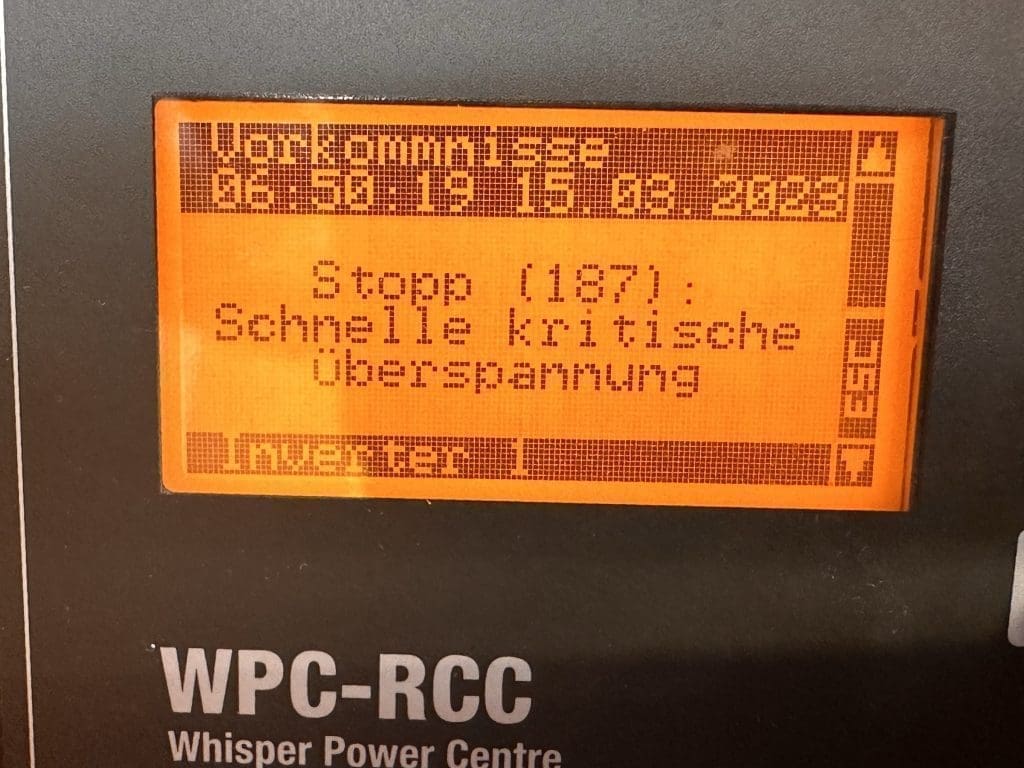 Vorkommnisse
06:50:19 15.08.2023
Stopp (187):
Schnelle kritische
Überspannung
Inverter 1
WPC-RCC
Whisper Power Centre